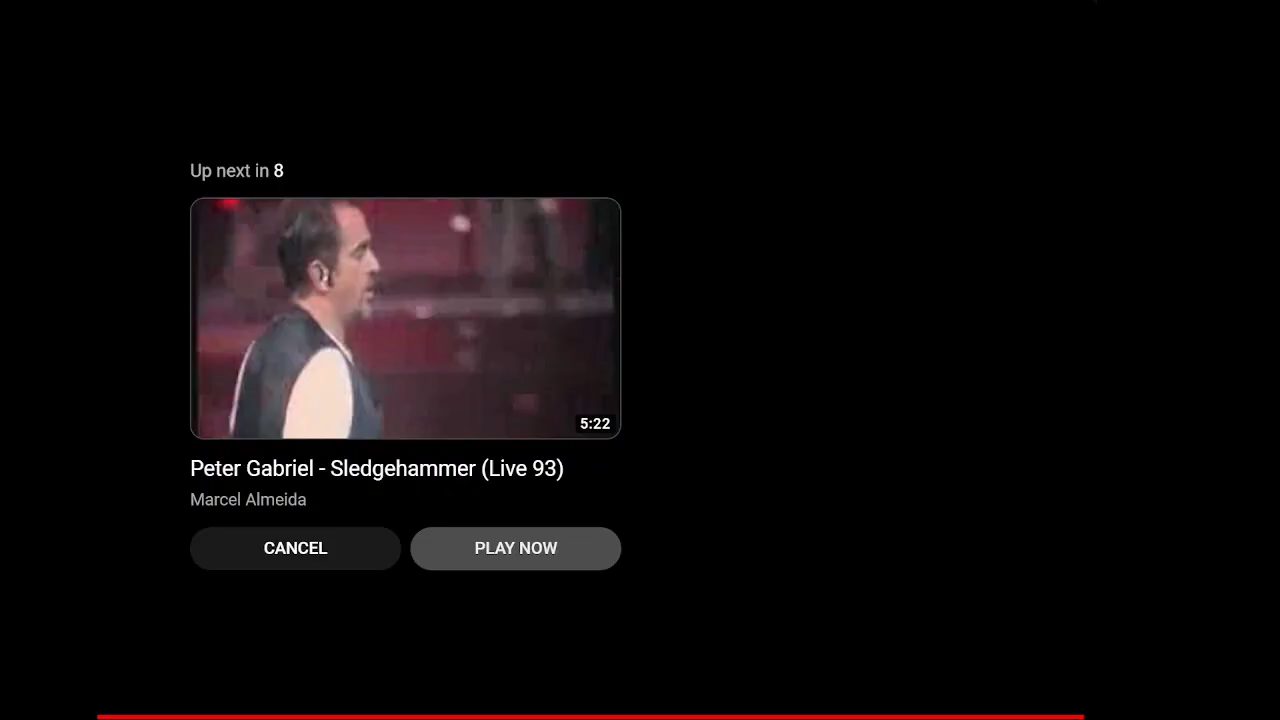 Up next in 8
5:22
Peter Gabriel - Sledgehammer (Live 93)
Marcel Almeida
CANCEL
PLAY NOW